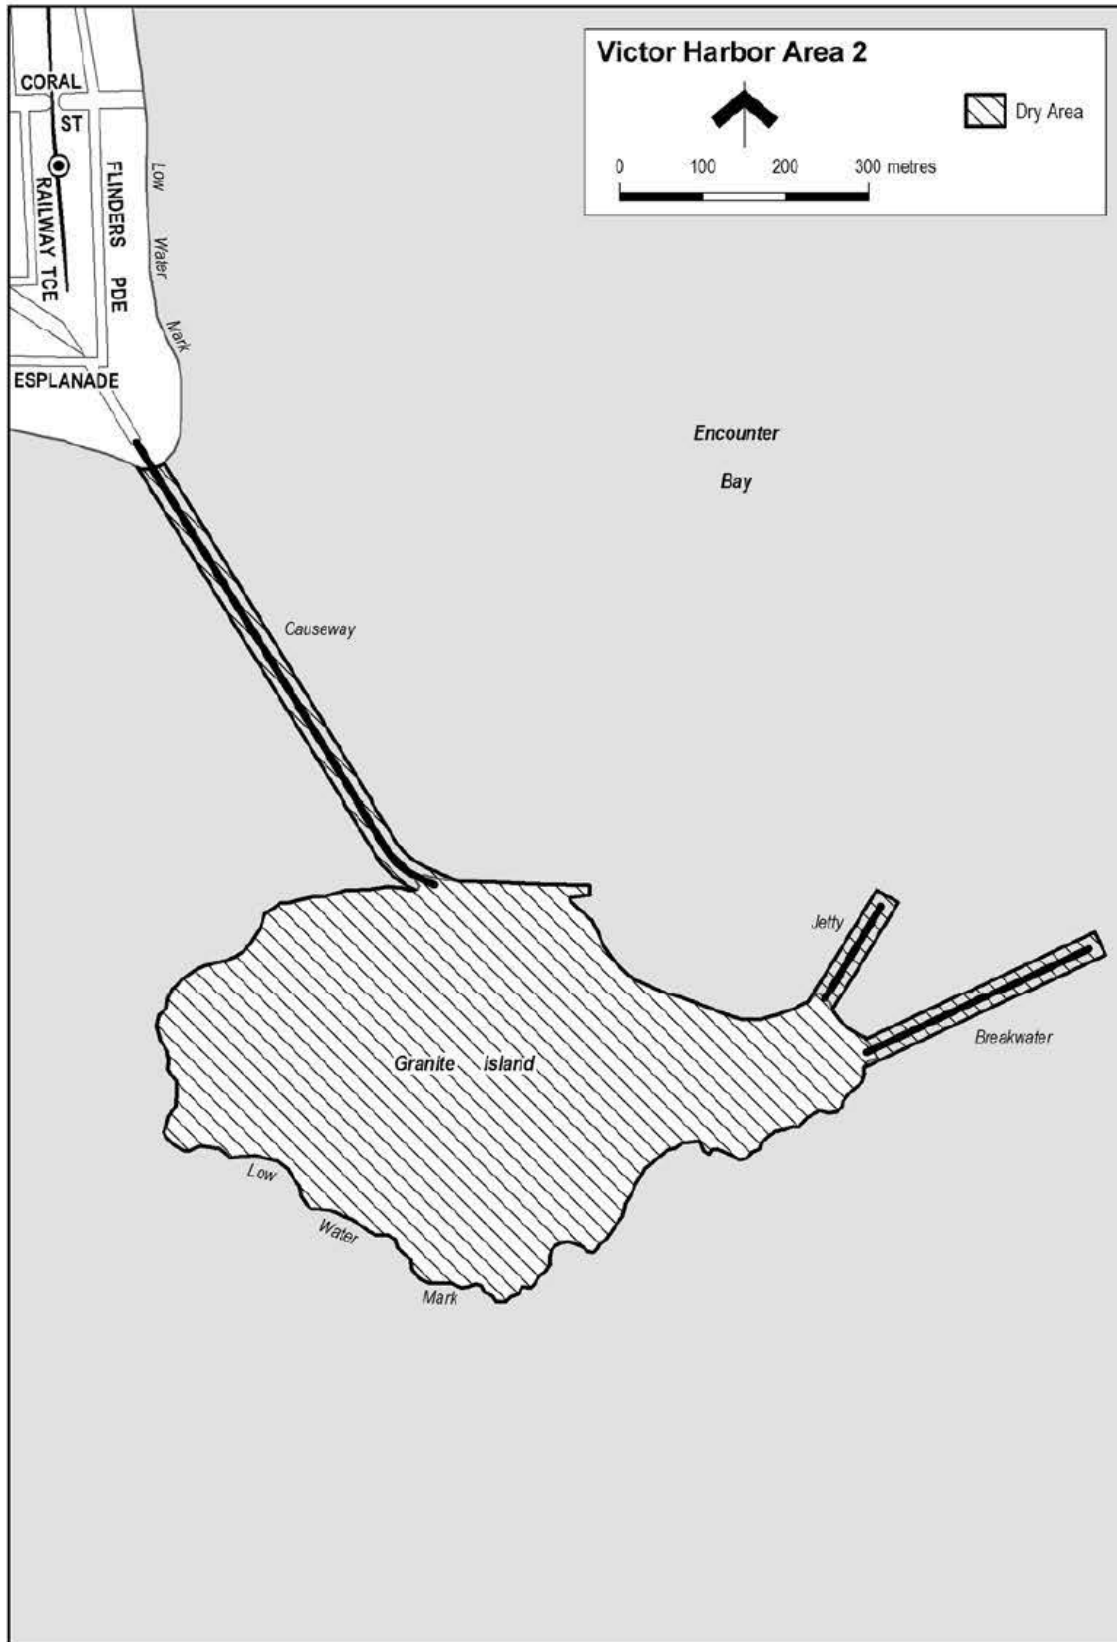 Victor Harbor Area 2
Dry Area
0 100 200 300 metres
CORAL
ST
RAILWAY TCE
FLINDERS PDE
Low Water Mark
ESPLANADE
Encounter
Bay
Causeway
Jetty
Breakwater
Granite island
Low
Water
Mark